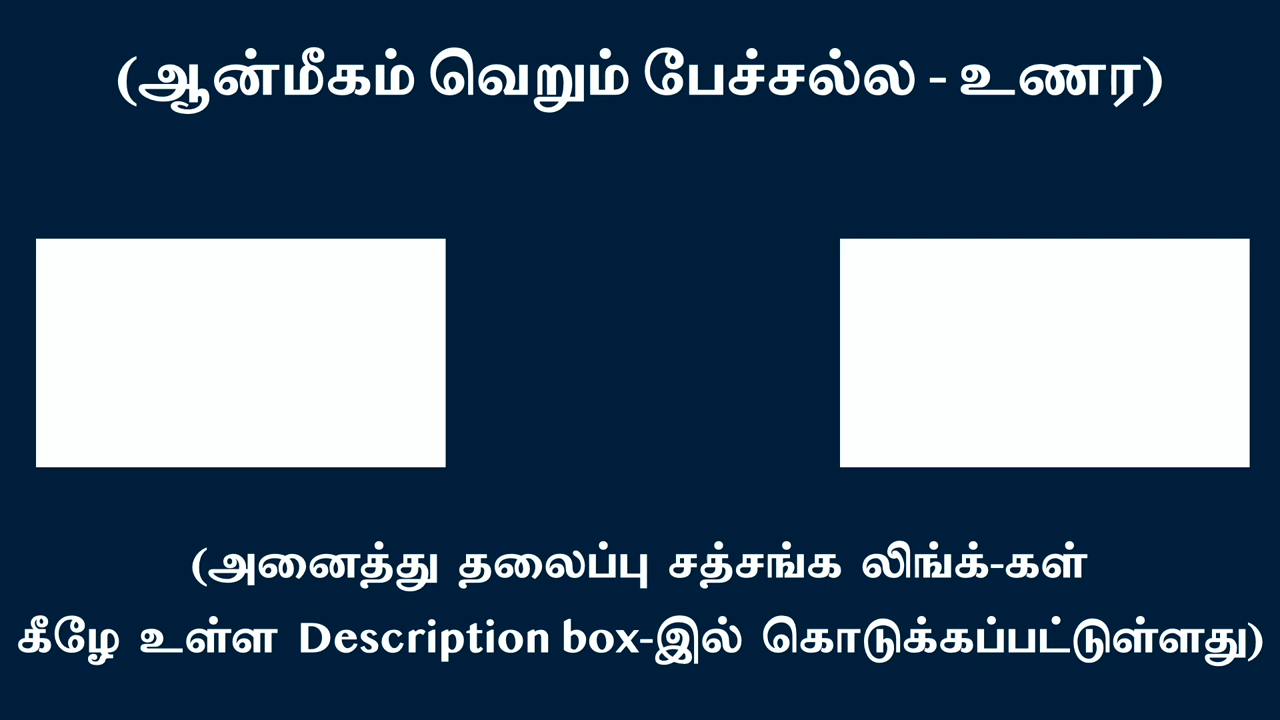 (ஆன்மீகம் வெறும் பேச்சல்ல - உணர)
(அனைத்து தலைப்பு சத்சங்க லிங்க்-கள்
கீழே உள்ள Description box-இல் கொடுக்கப்பட்டுள்ளது)